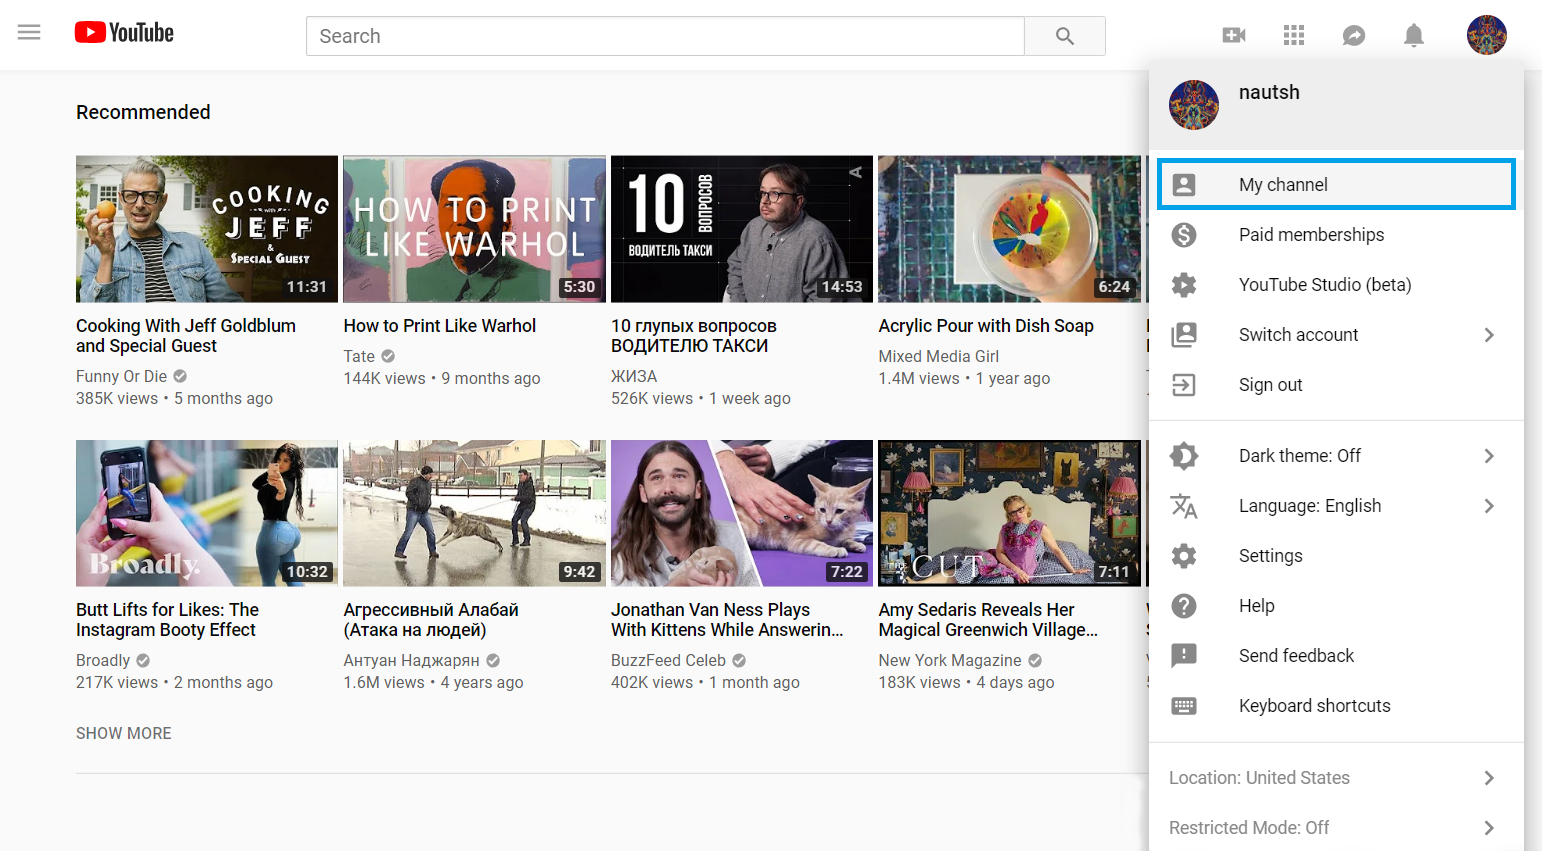 YouTube
Search
nautsh
My channel
Paid memberships
YouTube Studio (beta)
Switch account
Sign out
Dark theme: Off
Language: English
Settings
Help
Send feedback
Keyboard shortcuts
Location: United States
Restricted Mode: Off
Recommended
COOKING
WITH
JEFF
&
SPECIAL GUEST
11:31
Cooking With Jeff Goldblum
and Special Guest
Funny Or Die
385K views • 5 months ago
HOW TO PRINT
LIKE WARHOL
5:30
How to Print Like Warhol
Tate
144K views • 9 months ago
10 ВОПРОСОВ
ВОДИТЕЛЬ ТАКСИ
14:53
10 глупых вопросов
ВОДИТЕЛЮ ТАКСИ
ЖИЗА
526K views • 1 week ago
6:24
Acrylic Pour with Dish Soap
Mixed Media Girl
1.4M views • 1 year ago
Broadly.
10:32
Butt Lifts for Likes: The
Instagram Booty Effect
Broadly
217K views • 2 months ago
9:42
Агрессивный Алабай
(Атака на людей)
Антуан Наджарян
1.6M views • 4 years ago
7:22
Jonathan Van Ness Plays
With Kittens While Answerin...
BuzzFeed Celeb
402K views • 1 month ago
CUT
7:11
Amy Sedaris Reveals Her
Magical Greenwich Village...
New York Magazine
183K views • 4 days ago
SHOW MORE